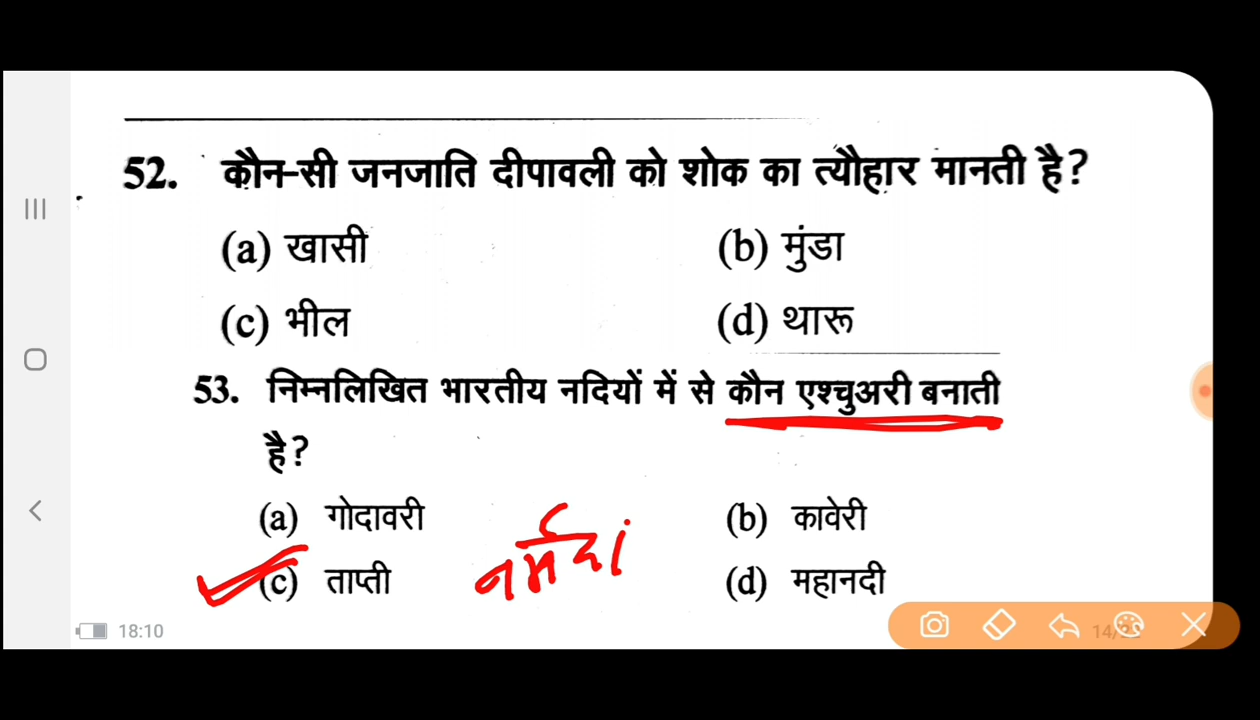 52. कौन-सी जनजाति दीपावली को शोक का त्यौहार मानती है?
(a) खासी (b) मुंडा
(c) भील (d) थारू
53. निम्नलिखित भारतीय नदियों में से कौन एश्चुअरी बनाती
है?
(a) गोदावरी (b) कावेरी
नर्मदा
(c) ताप्ती (d) महानदी
18:10